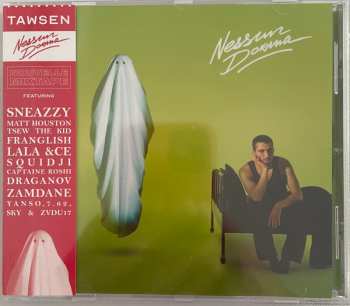 TAWSEN
Nessun
Dorma
NOUVELLE
MIXTAPE
FEATURING
SNEAZZY
MATT HOUSTON
TSEW THE KID
FRANGLISH
LALA &CE
SQUIDJI
CAPTAINE ROSHI
DRAGANOV
ZAMDANE
YANSO, 7.62,
SKY & ZVDU17
Nessun
Dorma